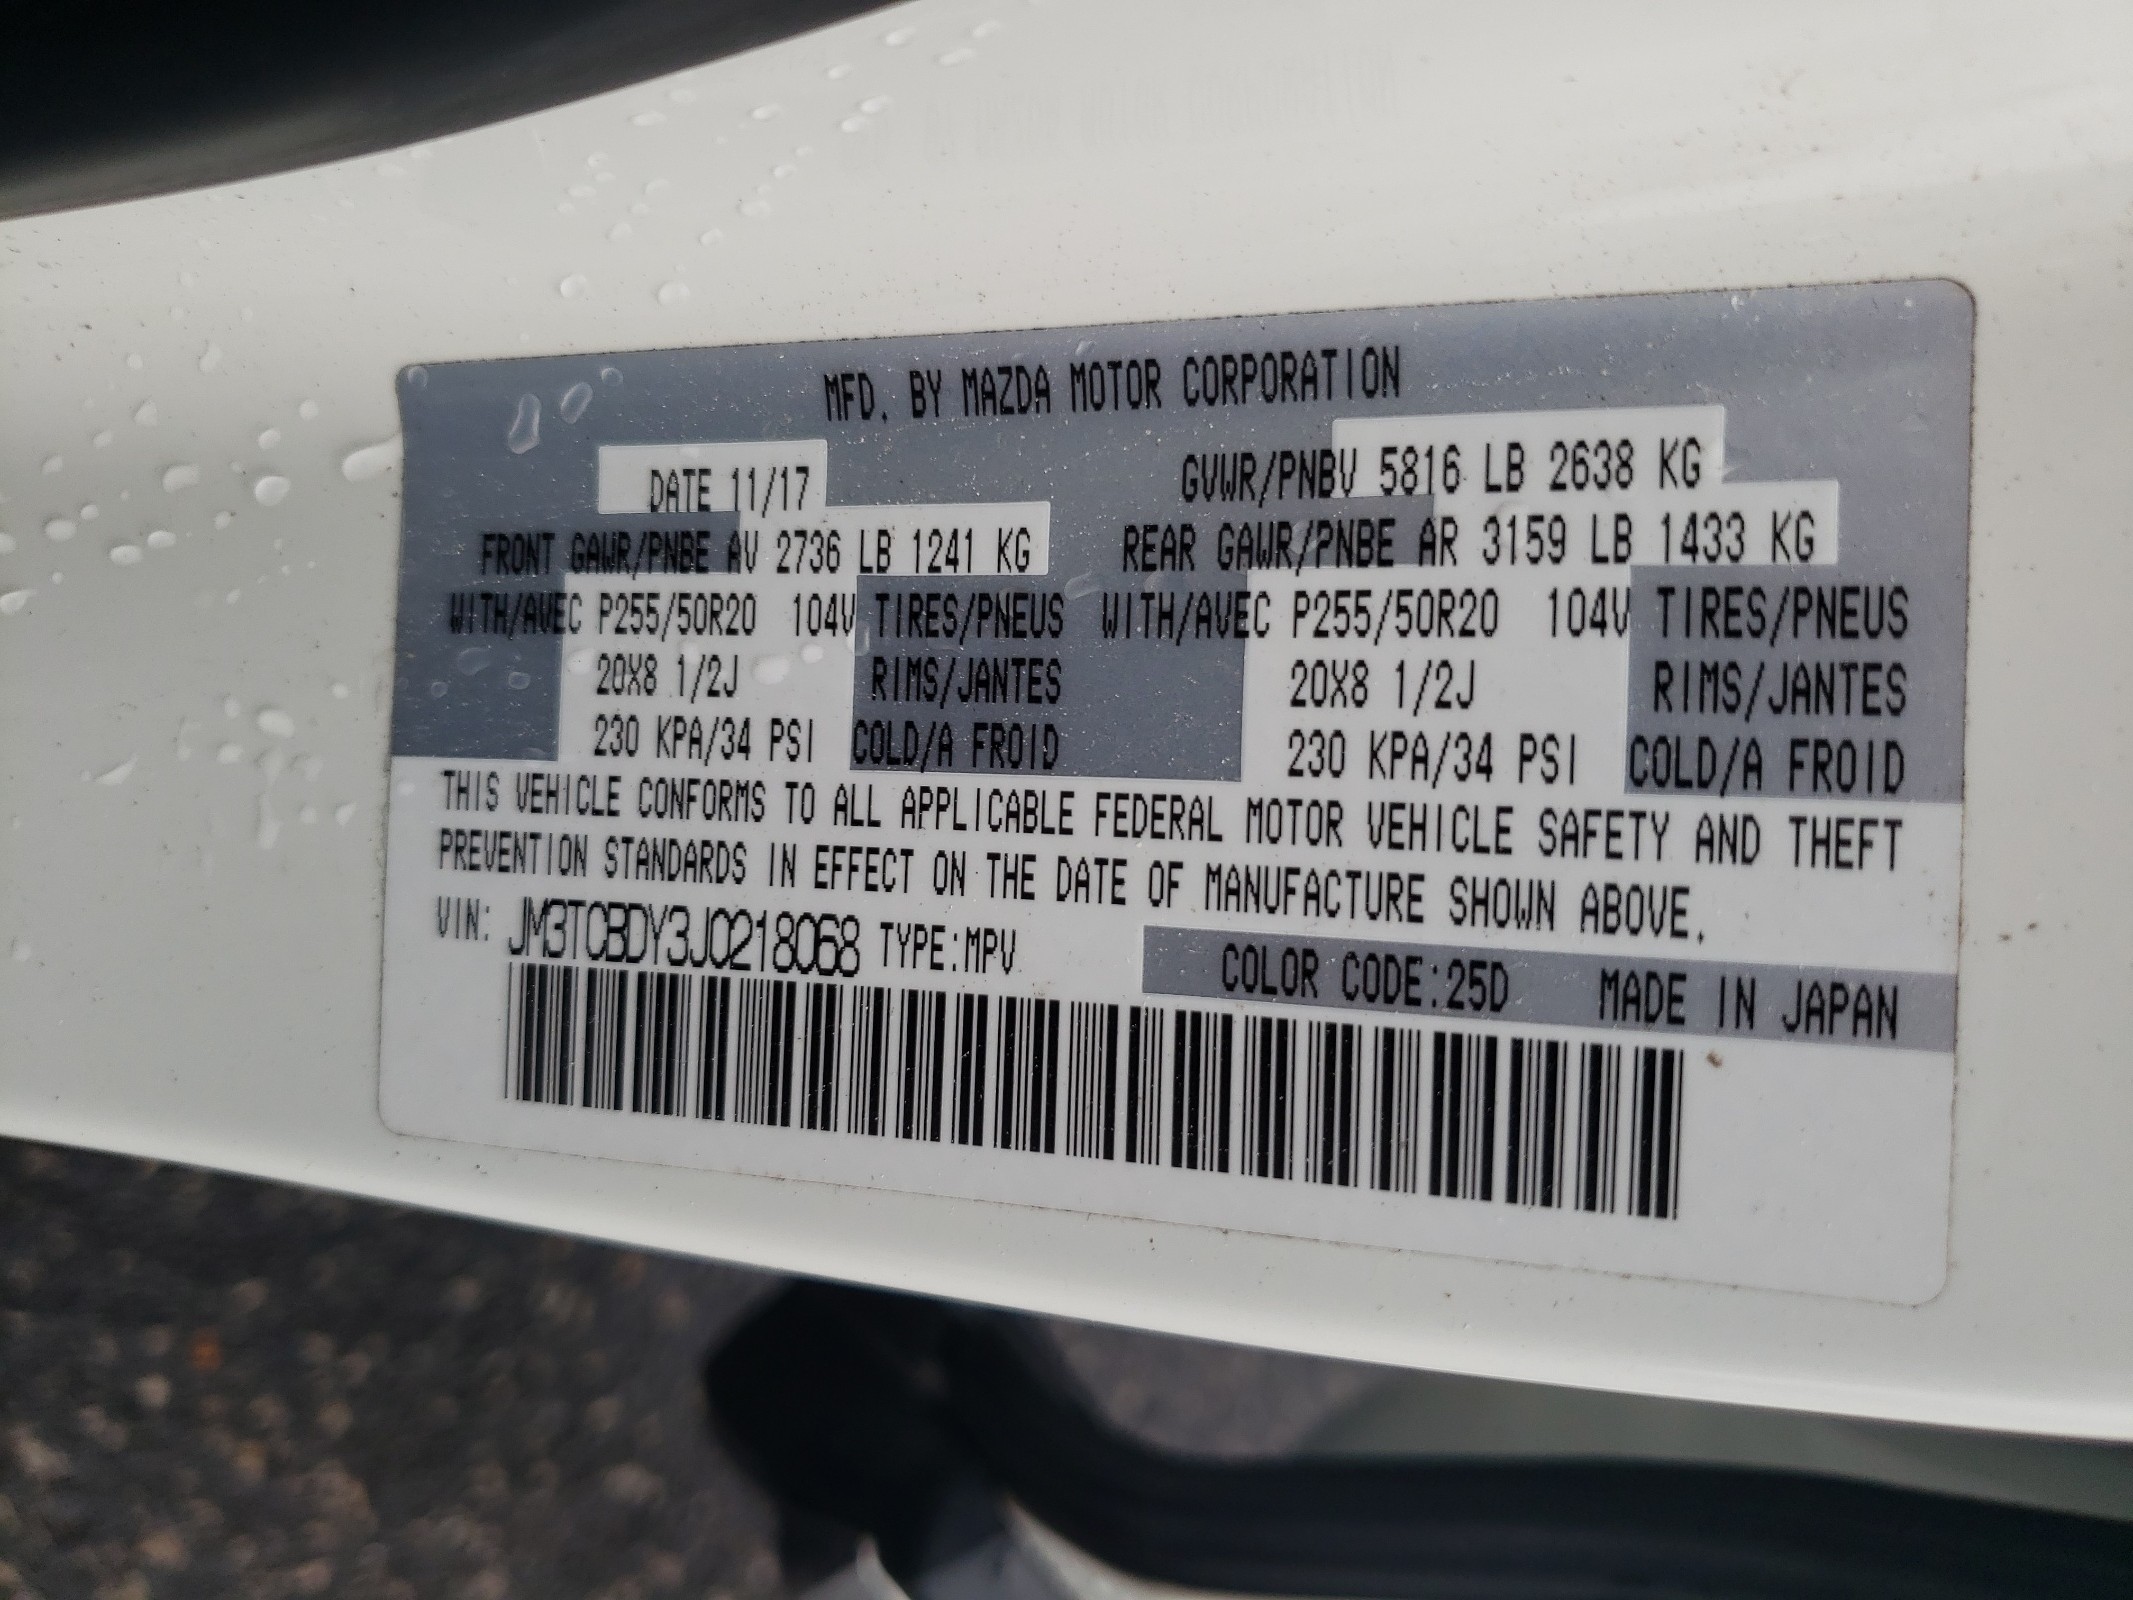 MFD. BY MAZDA MOTOR CORPORATION
DATE 11/17 GVWR/PNBV 5816 LB 2638 KG
FRONT GAWR/PNBE AV 2736 LB 1241 KG REAR GAWR/PNBE AR 3159 LB 1433 KG
WITH/AVEC P255/50R20 104V TIRES/PNEUS WITH/AVEC P255/50R20 104V TIRES/PNEUS
20X8 1/2J RIMS/JANTES 20X8 1/2J RIMS/JANTES
230 KPA/34 PSI COLD/A FROID 230 KPA/34 PSI COLD/A FROID
THIS VEHICLE CONFORMS TO ALL APPLICABLE FEDERAL MOTOR VEHICLE SAFETY AND THEFT
PREVENTION STANDARDS IN EFFECT ON THE DATE OF MANUFACTURE SHOWN ABOVE.
VIN: JM3TCBDY3J0218068 TYPE:MPV
COLOR CODE:25D MADE IN JAPAN